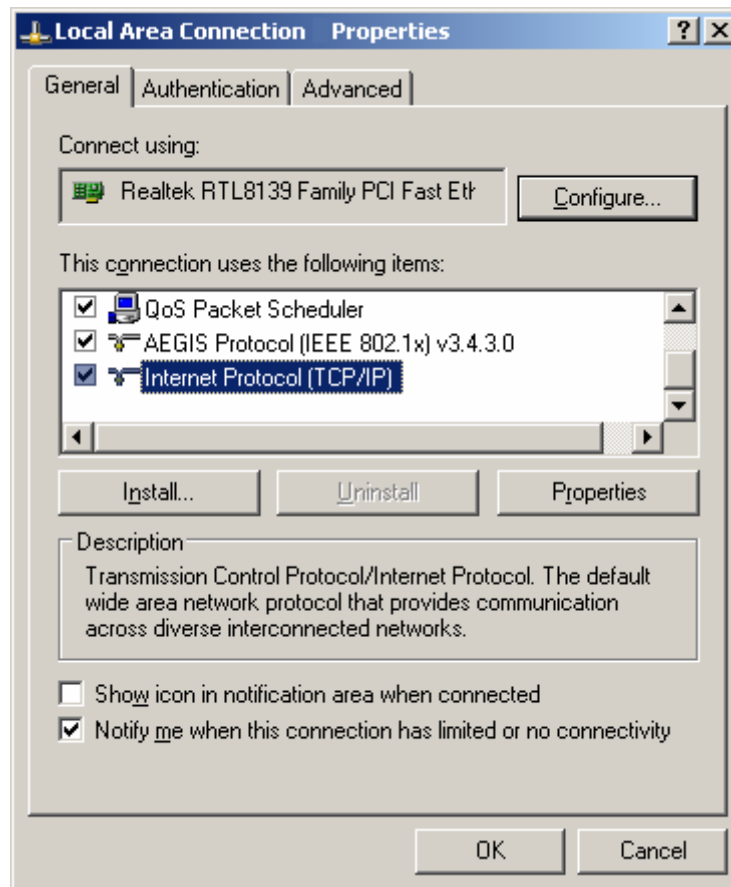 Local Area Connection Properties
General Authentication Advanced
Connect using:
Realtek RTL8139 Family PCI Fast Eth
Configure...
This connection uses the following items:
QoS Packet Scheduler
AEGIS Protocol (IEEE 802.1x) v3.4.3.0
Internet Protocol (TCP/IP)
Install... Uninstall Properties
Description
Transmission Control Protocol/Internet Protocol. The default
wide area network protocol that provides communication
across diverse interconnected networks.
Show icon in notification area when connected
Notify me when this connection has limited or no connectivity
OK Cancel